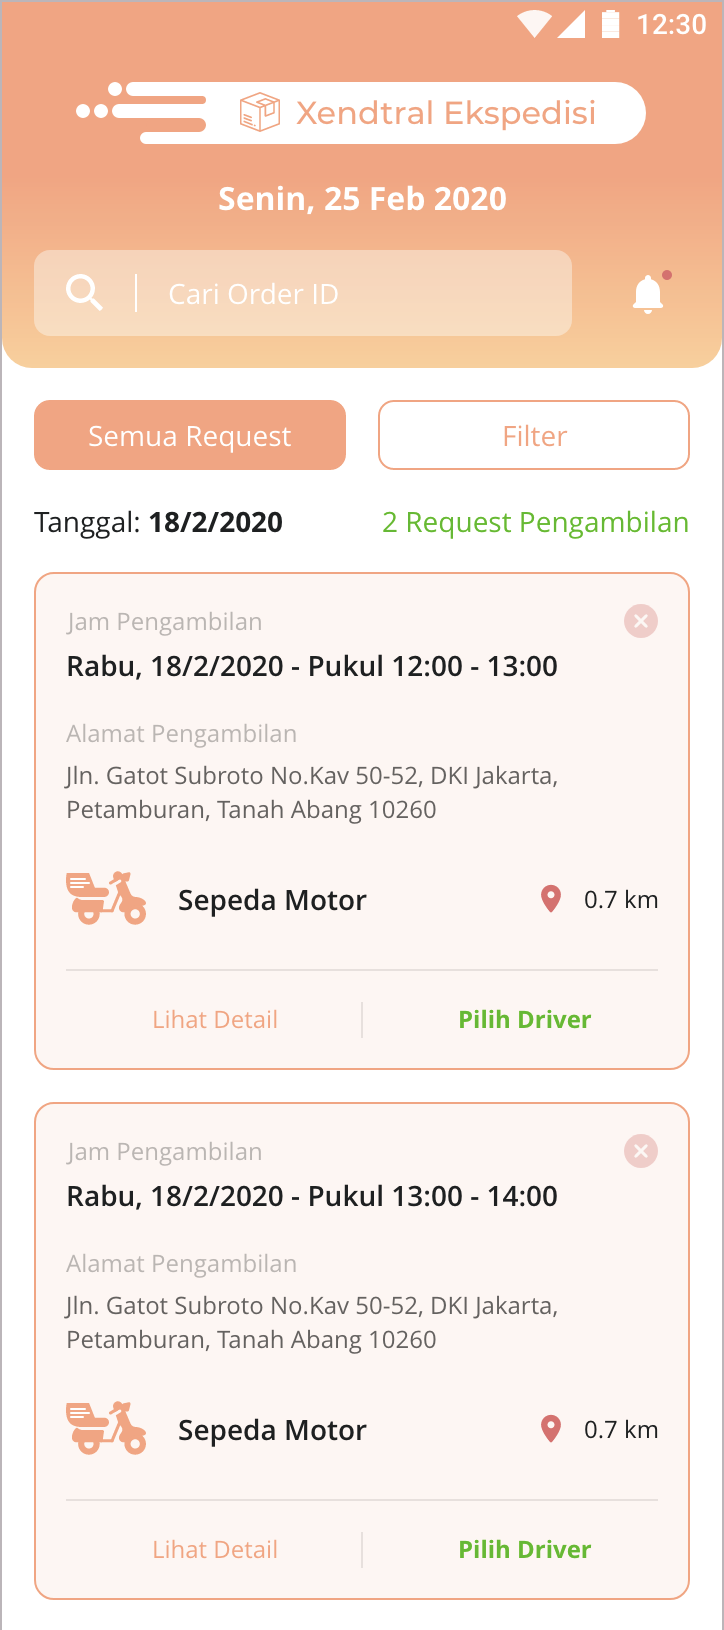 12:30
Xendtral Ekspedisi
Senin, 25 Feb 2020
Cari Order ID
Semua Request
Filter
Tanggal: 18/2/2020
2 Request Pengambilan
Jam Pengambilan
Rabu, 18/2/2020 - Pukul 12:00 - 13:00
Alamat Pengambilan
Jln. Gatot Subroto No.Kav 50-52, DKI Jakarta,
Petamburan, Tanah Abang 10260
Sepeda Motor
0.7 km
Lihat Detail
Pilih Driver
Jam Pengambilan
Rabu, 18/2/2020 - Pukul 13:00 - 14:00
Alamat Pengambilan
Jln. Gatot Subroto No.Kav 50-52, DKI Jakarta,
Petamburan, Tanah Abang 10260
Sepeda Motor
0.7 km
Lihat Detail
Pilih Driver